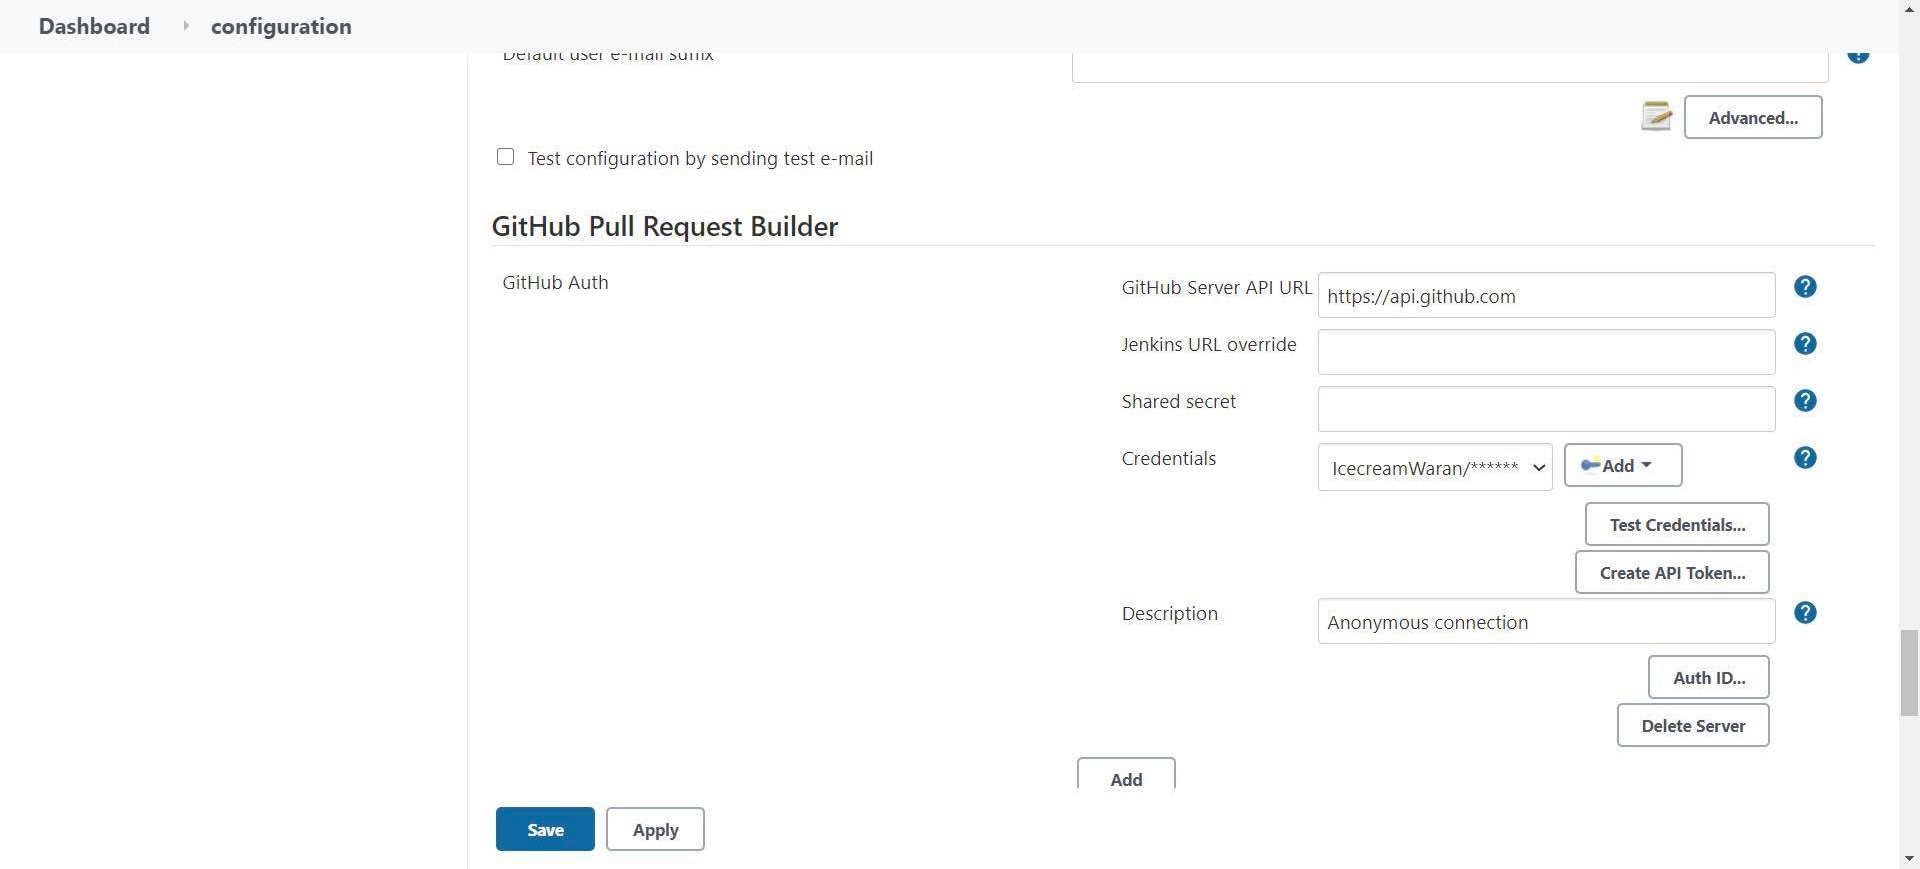 Dashboard
configuration
Default user e-mail suffix
Advanced...
Test configuration by sending test e-mail
GitHub Pull Request Builder
GitHub Auth
GitHub Server API URL
https://api.github.com
Jenkins URL override
Shared secret
Credentials
IcecreamWaran/******
Add
Test Credentials...
Create API Token...
Description
Anonymous connection
Auth ID...
Delete Server
Add
Save
Apply